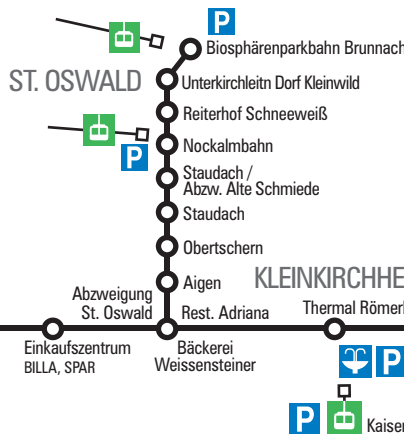 P
Biosphärenparkbahn Brunnach
ST. OSWALD
Unterkirchleitn Dorf Kleinwild
Reiterhof Schneeweiß
Nockalmbahn
P
Staudach /
Abzw. Alte Schmiede
Staudach
Obertschern
Aigen
KLEINKIRCHHE
Abzweigung
St. Oswald
Rest. Adriana
Thermal Römer
Einkaufszentrum
BILLA, SPAR
Bäckerei
Weissensteiner
P
P
Kaiser